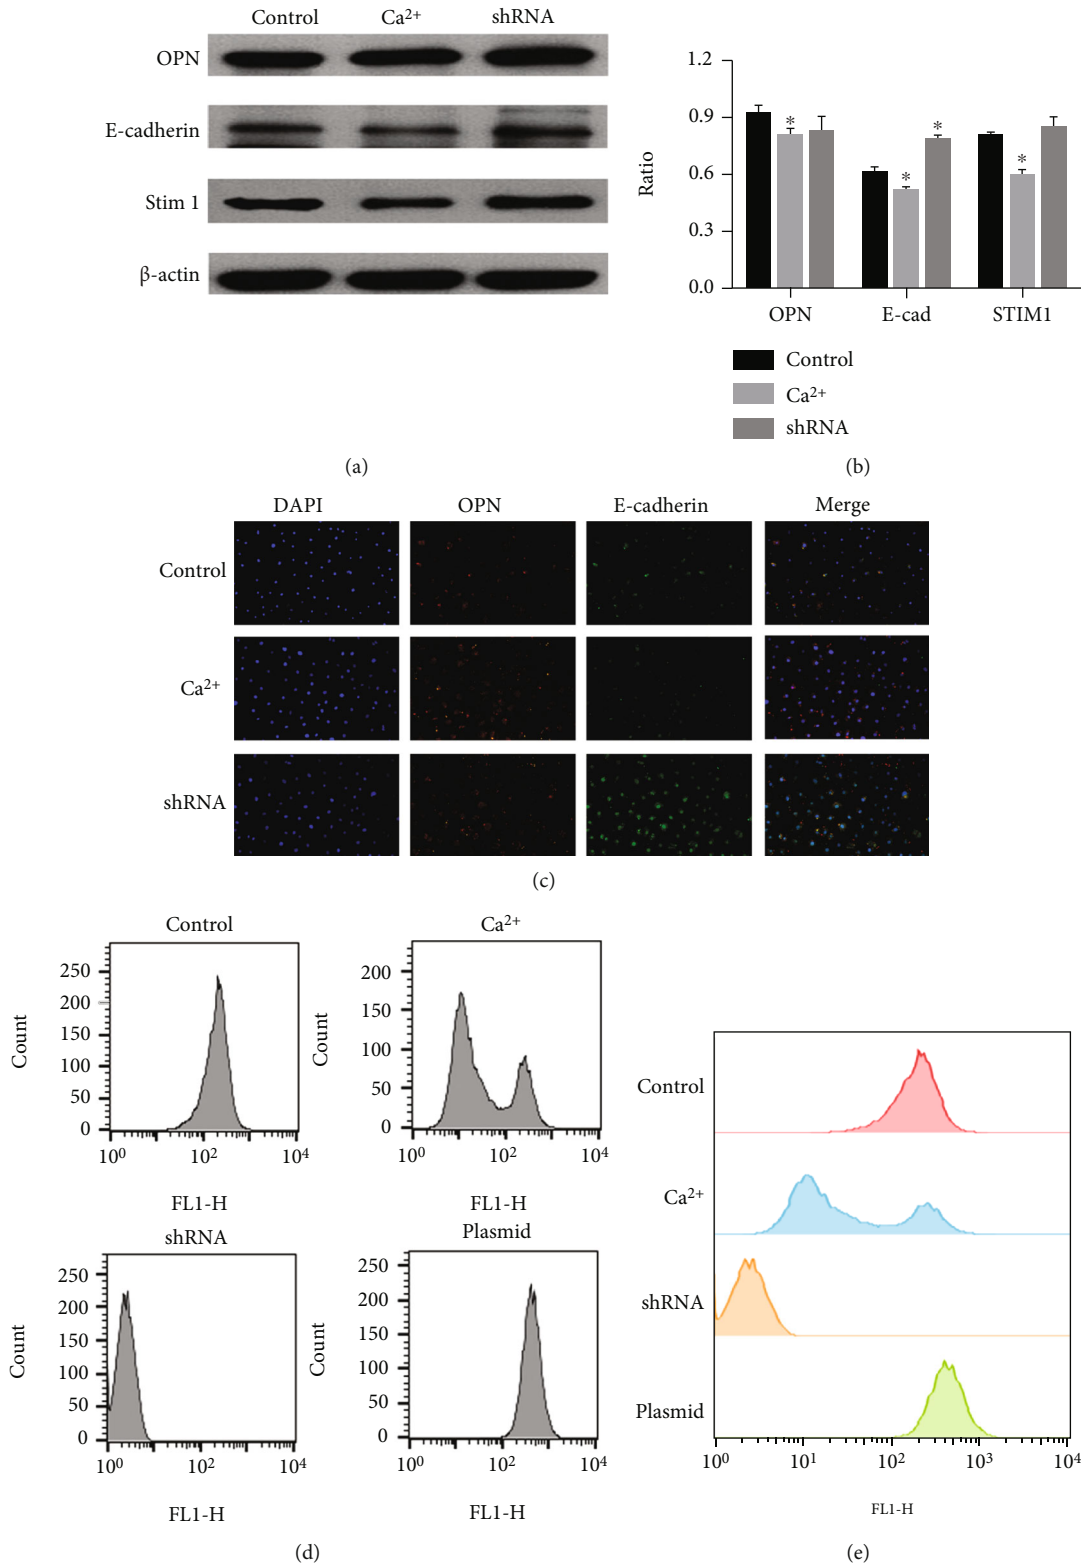 Control Ca²⁺ shRNA
OPN
E-cadherin
Stim 1
β-actin
(a)
1.2
0.9
0.6
0.3
0.0
Ratio
* * * *
OPN E-cad STIM1
Control
Ca²⁺
shRNA
(b)
DAPI OPN E-cadherin Merge
Control
Ca²⁺
shRNA
(c)
Control
Count
250
200
150
100
50
0
10⁰ 10² 10⁴
FL1-H
Ca²⁺
Count
200
150
100
50
0
10⁰ 10² 10⁴
FL1-H
shRNA
Count
250
200
150
100
50
0
10⁰ 10² 10⁴
FL1-H
Plasmid
Count
250
200
150
100
50
0
10⁰ 10² 10⁴
FL1-H
(d)
Control
Ca²⁺
shRNA
Plasmid
10⁰ 10¹ 10² 10³ 10⁴
FL1-H
(e)